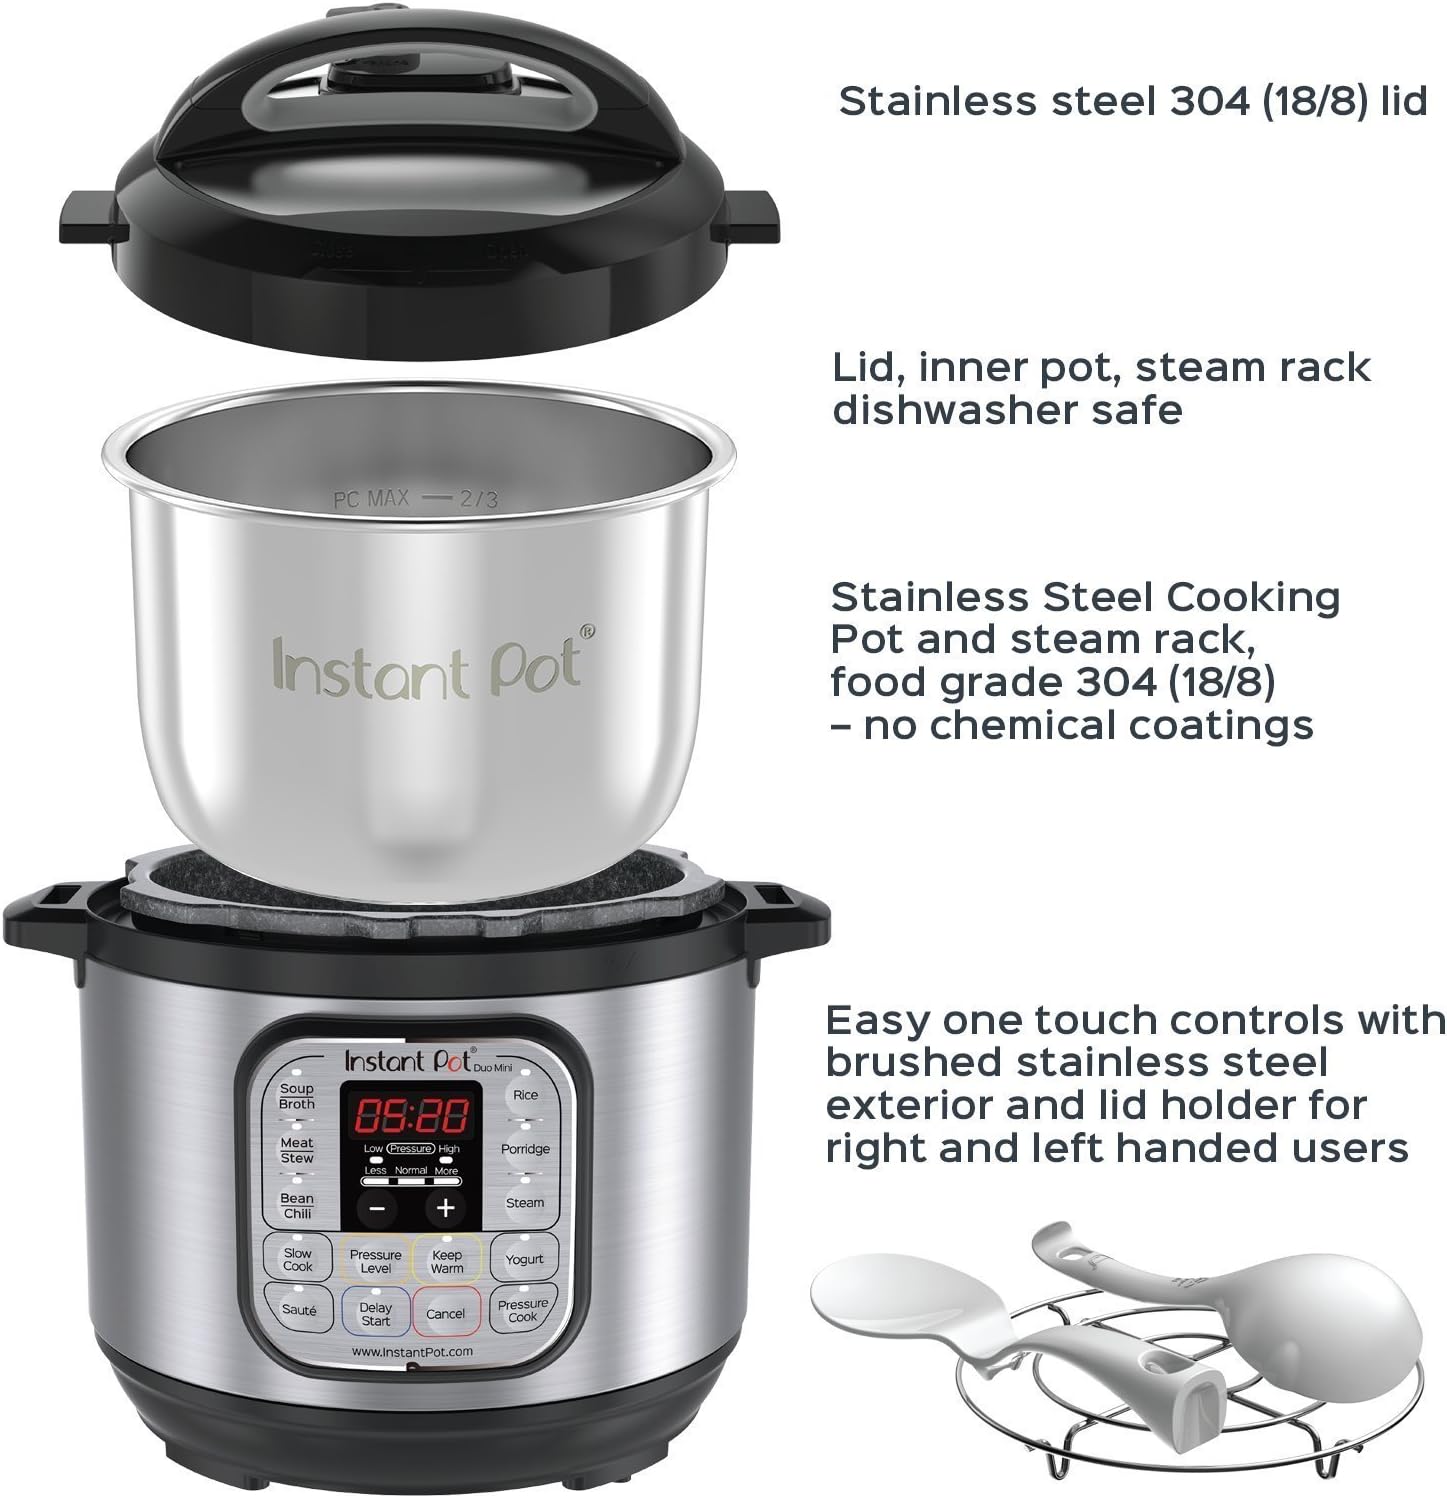 Stainless steel 304 (18/8) lid
Close Open
Lid, inner pot, steam rack
dishwasher safe
PC MAX — 2/3
Instant Pot®
Stainless Steel Cooking
Pot and steam rack,
food grade 304 (18/8)
– no chemical coatings
Easy one touch controls with
brushed stainless steel
exterior and lid holder for
right and left handed users
Instant Pot® Duo Mini
Soup
Broth
Meat
Stew
Bean
Chili
05:20
Low Pressure High
Less Normal More
− +
Rice
Porridge
Steam
Slow
Cook
Pressure
Level
Keep
Warm
Yogurt
Sauté
Delay
Start
Cancel
Pressure
Cook
www.InstantPot.com